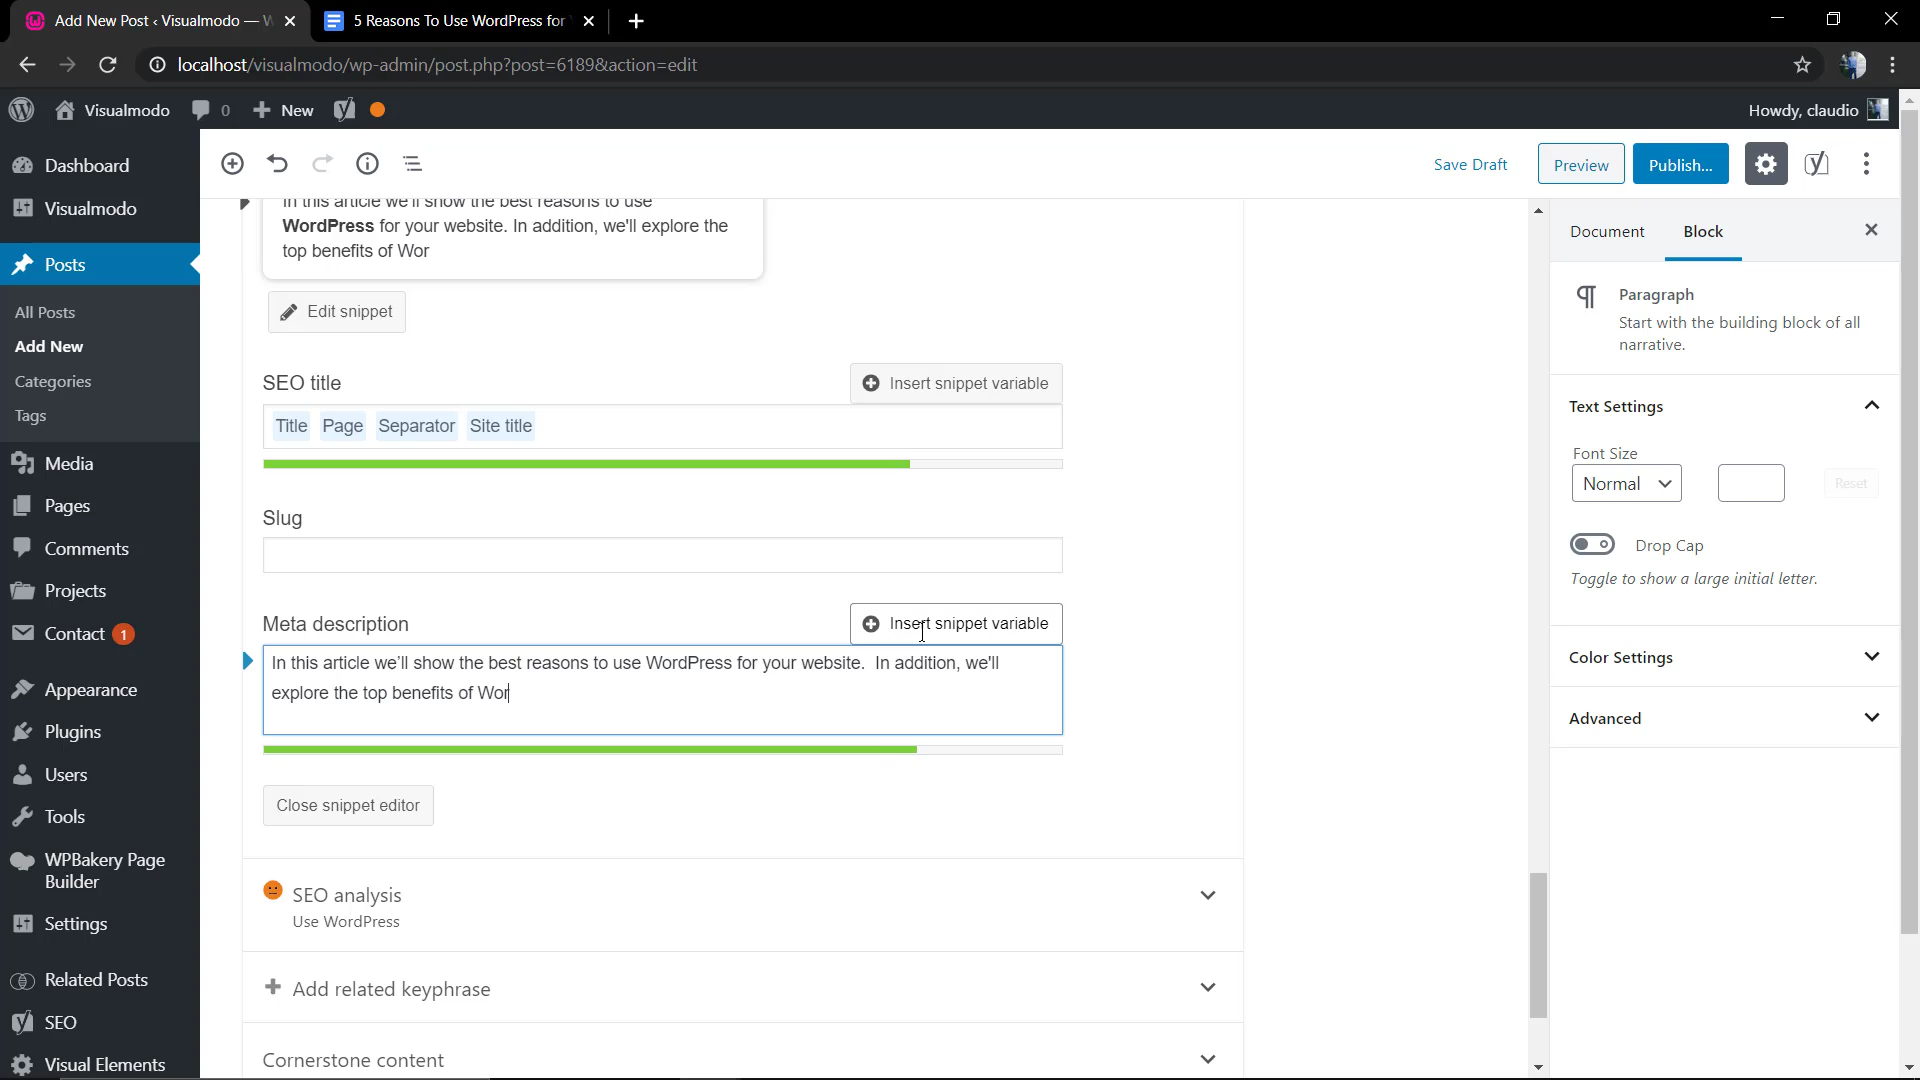 Add New Post ‹ Visualmodo — W
5 Reasons To Use WordPress for
localhost/visualmodo/wp-admin/post.php?post=6189&action=edit
Visualmodo
0
New
Howdy, claudio
Dashboard
Visualmodo
Posts
All Posts
Add New
Categories
Tags
Media
Pages
Comments
Projects
Contact 1
Appearance
Plugins
Users
Tools
WPBakery Page
Builder
Settings
Related Posts
SEO
Visual Elements
Save Draft
Preview
Publish...
In this article we'll show the best reasons to use
WordPress for your website. In addition, we'll explore the
top benefits of Wor
Edit snippet
SEO title
Insert snippet variable
Title Page Separator Site title
Slug
Meta description
Insert snippet variable
In this article we'll show the best reasons to use WordPress for your website.  In addition, we'll
explore the top benefits of Wor
Close snippet editor
SEO analysis
Use WordPress
Add related keyphrase
Cornerstone content
Document
Block
Paragraph
Start with the building block of all
narrative.
Text Settings
Font Size
Normal
Reset
Drop Cap
Toggle to show a large initial letter.
Color Settings
Advanced